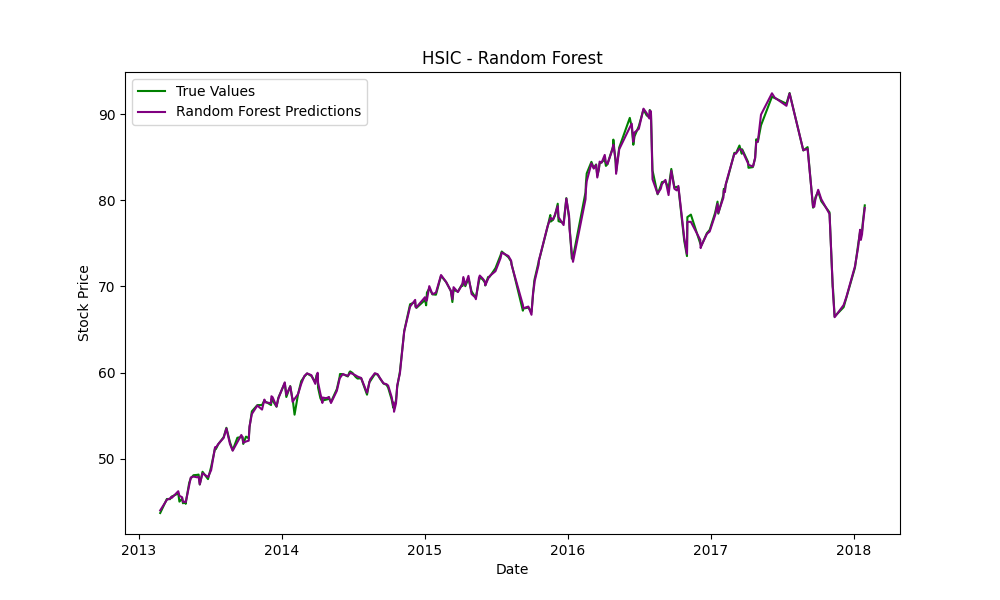 HSIC - Random Forest
True Values
Random Forest Predictions
90
80
70
60
50
Stock Price
2013 2014 2015 2016 2017 2018
Date